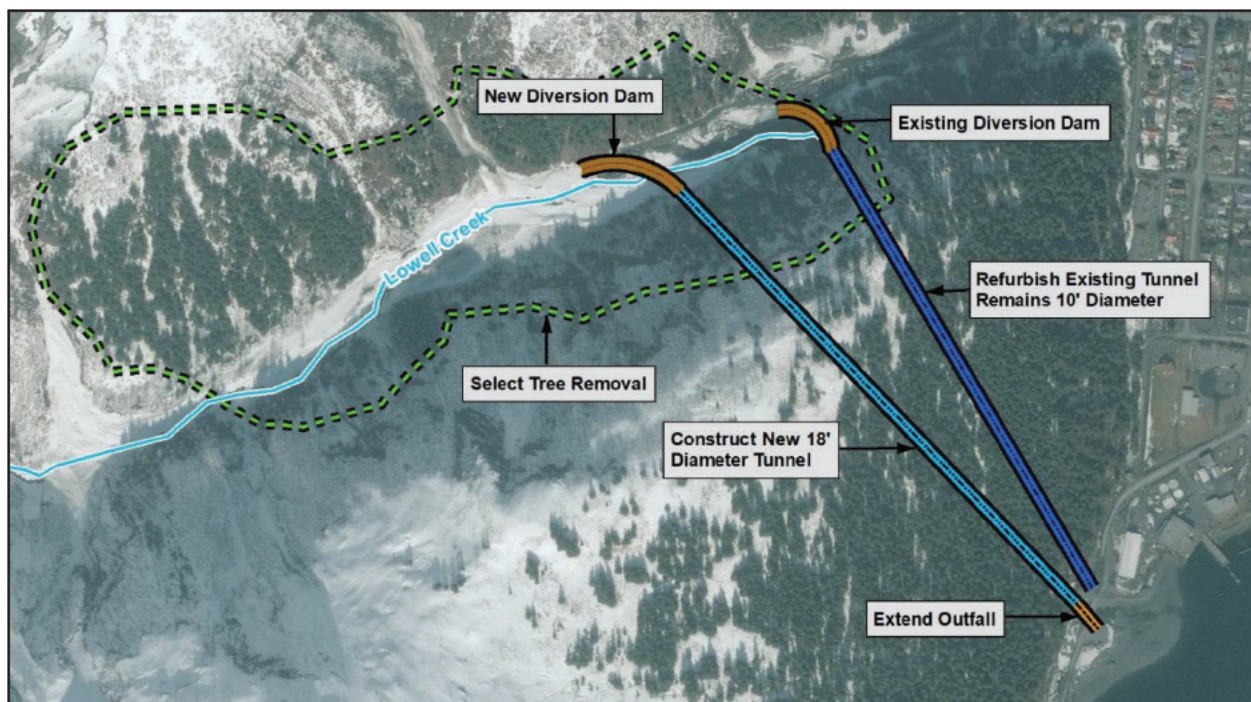 New Diversion Dam
Existing Diversion Dam
Lowell Creek
Refurbish Existing Tunnel
Remains 10' Diameter
Select Tree Removal
Construct New 18'
Diameter Tunnel
Extend Outfall